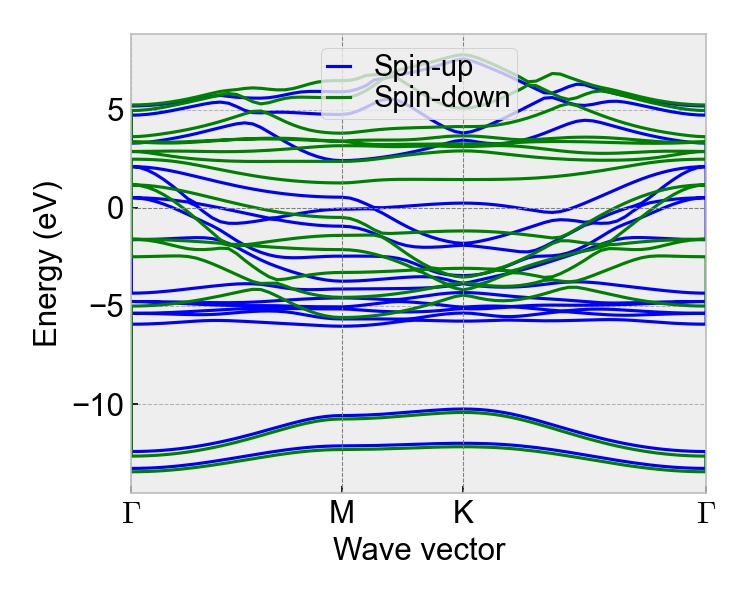 Spin-up
Spin-down
5
0
−5
−10
Energy (eV)
Γ M K Γ
Wave vector